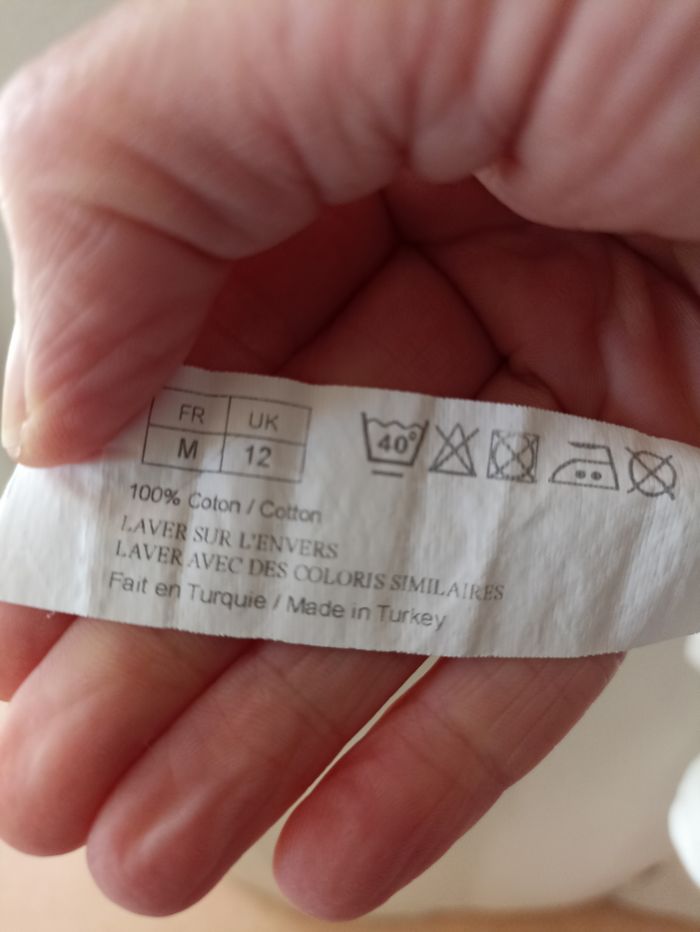 FR UK
M 12
40°
100% Coton / Cotton
LAVER SUR L'ENVERS
LAVER AVEC DES COLORIS SIMILAIRES
Fait en Turquie / Made in Turkey